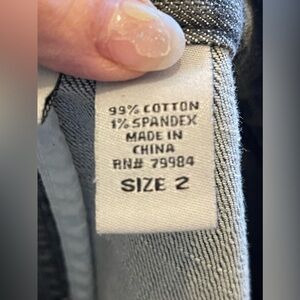 99% COTTON
1% SPANDEX
MADE IN
CHINA
RN# 79984
SIZE 2